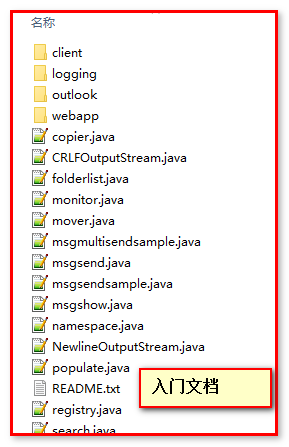 名称
client
logging
outlook
webapp
copier.java
CRLFOutputStream.java
folderlist.java
monitor.java
mover.java
msgmultisendsample.java
msgsend.java
msgsendsample.java
msgshow.java
namespace.java
NewlineOutputStream.java
populate.java
README.txt
入门文档
registry.java
search.java